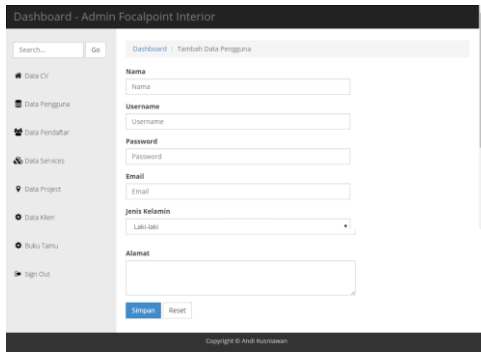 Dashboard - Admin Focalpoint Interior
Search... Go
Data CV
Data Pengguna
Data Pendaftar
Data Services
Data Project
Data Klien
Buku Tamu
Sign Out
Dashboard / Tambah Data Pengguna
Nama
Nama
Username
Username
Password
Password
Email
Email
Jenis Kelamin
Laki-laki
Alamat
Simpan Reset
Copyright © Andi Kusniawan